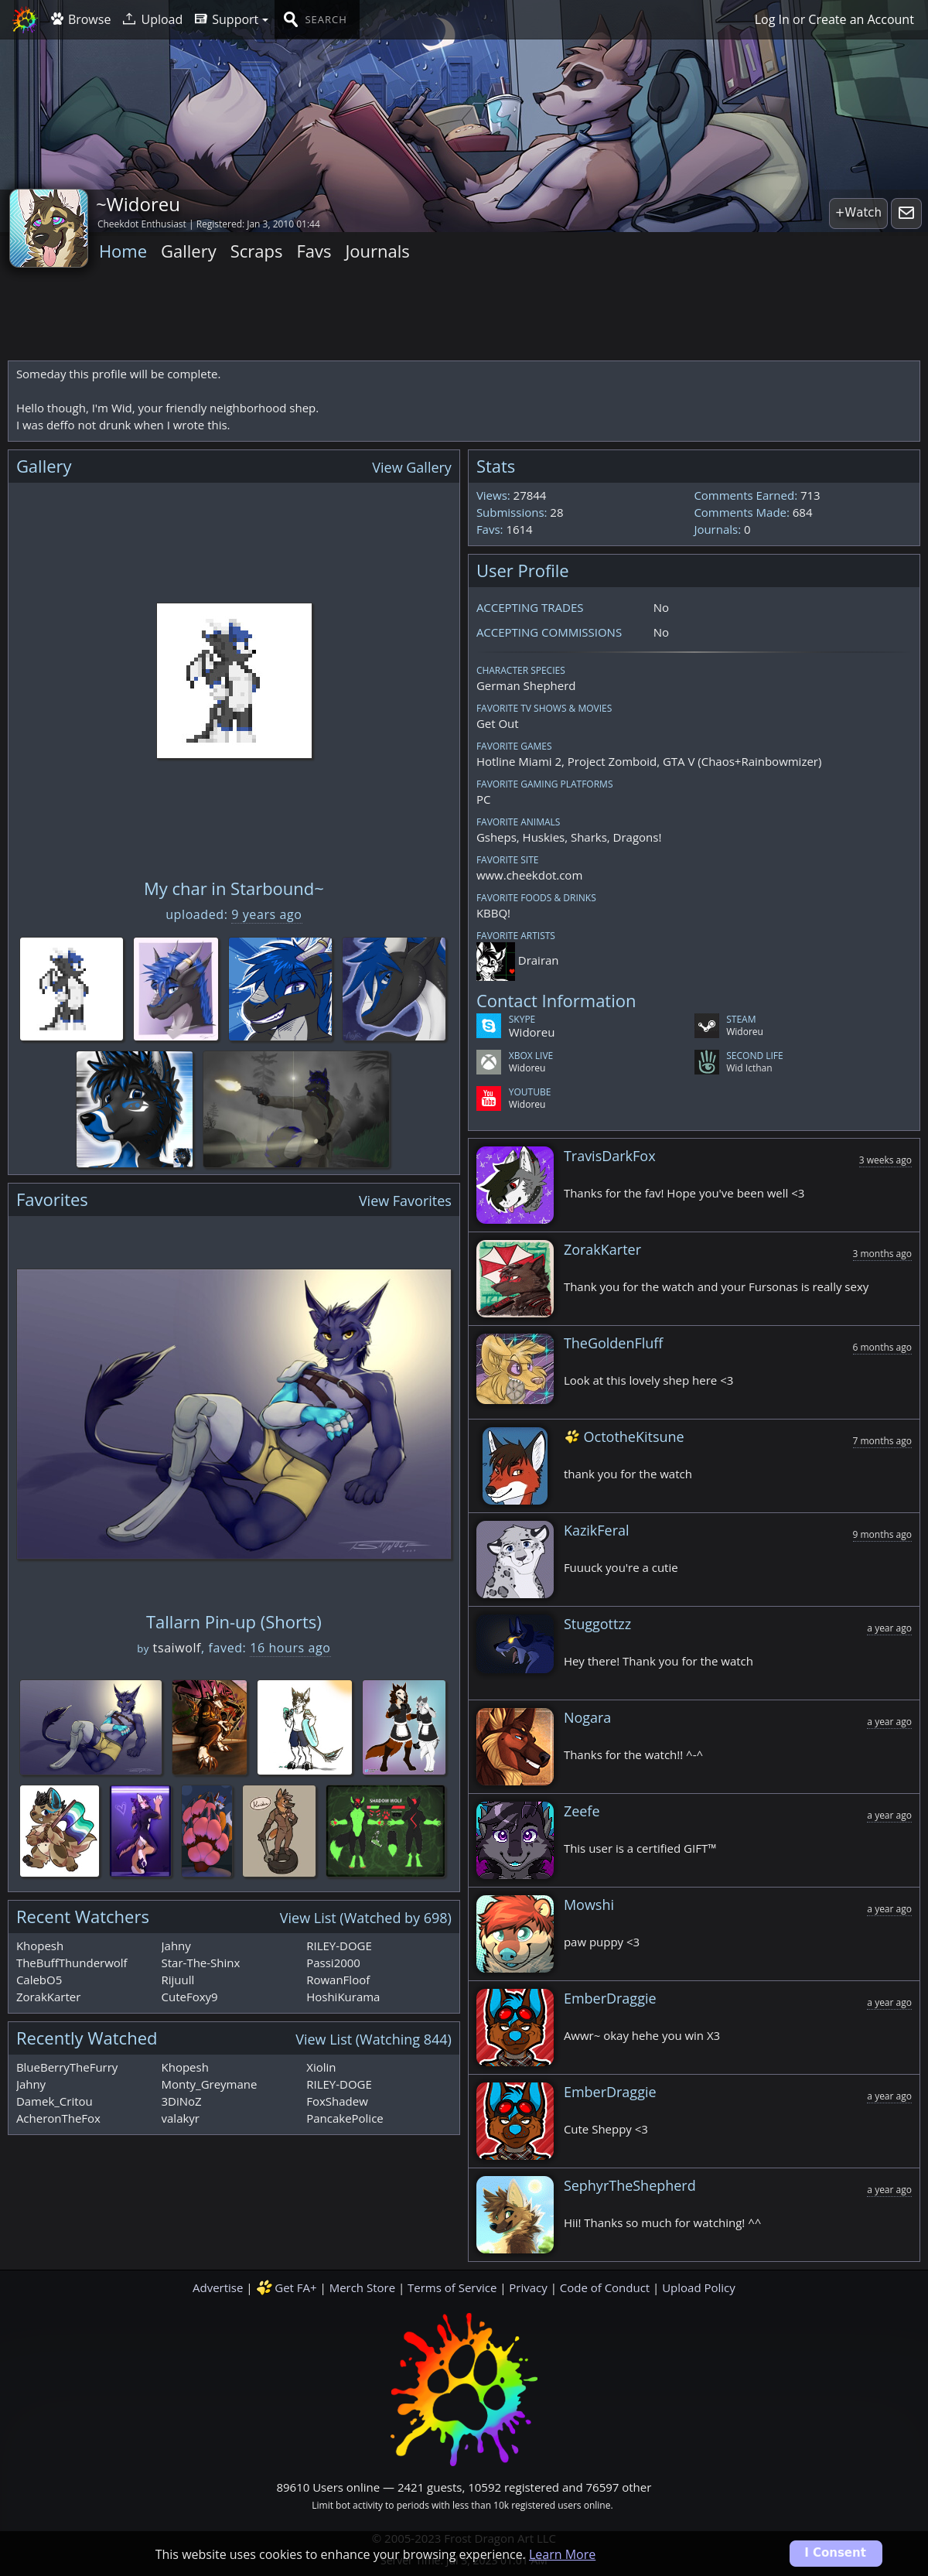 Browse Upload Support SEARCH Log In or Create an Account
~Widoreu
Cheekdot Enthusiast | Registered: Jan 3, 2010 01:44
+Watch
Home Gallery Scraps Favs Journals
Someday this profile will be complete.
Hello though, I'm Wid, your friendly neighborhood shep.
I was deffo not drunk when I wrote this.
Gallery View Gallery
My char in Starbound~
uploaded: 9 years ago
Favorites View Favorites
Tallarn Pin-up (Shorts)
by tsaiwolf, faved: 16 hours ago
Recent Watchers View List (Watched by 698)
Khopesh Jahny RILEY-DOGE
TheBuffThunderwolf Star-The-Shinx Passi2000
CalebO5 Rijuull RowanFloof
ZorakKarter CuteFoxy9 HoshiKurama
Recently Watched View List (Watching 844)
BlueBerryTheFurry Khopesh Xiolin
Jahny Monty_Greymane RILEY-DOGE
Damek_Critou 3DiNoZ FoxShadew
AcheronTheFox valakyr PancakePolice
Stats
Views: 27844 Comments Earned: 713
Submissions: 28 Comments Made: 684
Favs: 1614 Journals: 0
User Profile
ACCEPTING TRADES No
ACCEPTING COMMISSIONS No
CHARACTER SPECIES
German Shepherd
FAVORITE TV SHOWS & MOVIES
Get Out
FAVORITE GAMES
Hotline Miami 2, Project Zomboid, GTA V (Chaos+Rainbowmizer)
FAVORITE GAMING PLATFORMS
PC
FAVORITE ANIMALS
Gsheps, Huskies, Sharks, Dragons!
FAVORITE SITE
www.cheekdot.com
FAVORITE FOODS & DRINKS
KBBQ!
FAVORITE ARTISTS
Drairan
Contact Information
SKYPE STEAM
Widoreu Widoreu
XBOX LIVE SECOND LIFE
Widoreu Wid Icthan
You Tube YOUTUBE
Widoreu
TravisDarkFox 3 weeks ago
Thanks for the fav! Hope you've been well <3
ZorakKarter 3 months ago
Thank you for the watch and your Fursonas is really sexy
TheGoldenFluff 6 months ago
Look at this lovely shep here <3
OctotheKitsune 7 months ago
thank you for the watch
KazikFeral 9 months ago
Fuuuck you're a cutie
Stuggottzz a year ago
Hey there! Thank you for the watch
Nogara a year ago
Thanks for the watch!! ^-^
Zeefe a year ago
This user is a certified GIFT™
Mowshi a year ago
paw puppy <3
EmberDraggie a year ago
Awwr~ okay hehe you win X3
EmberDraggie a year ago
Cute Sheppy <3
SephyrTheShepherd a year ago
Hii! Thanks so much for watching! ^^
Advertise | Get FA+ | Merch Store | Terms of Service | Privacy | Code of Conduct | Upload Policy
89610 Users online — 2421 guests, 10592 registered and 76597 other
Limit bot activity to periods with less than 10k registered users online.
© 2005-2023 Frost Dragon Art LLC
This website uses cookies to enhance your browsing experience. Learn More I Consent